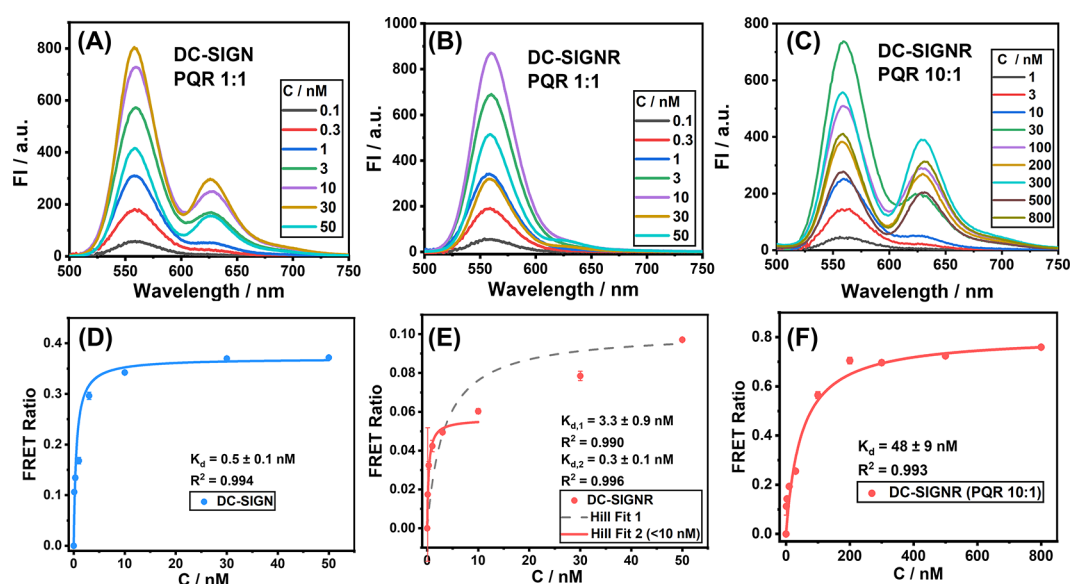 (A)
DC-SIGN
PQR 1:1
C / nM
0.1
0.3
1
3
10
30
50
FI / a.u.
800
600
400
200
0
500 550 600 650 700 750
Wavelength / nm
(B)
DC-SIGNR
PQR 1:1
C / nM
0.1
0.3
1
3
10
30
50
FI / a.u.
1000
800
600
400
200
0
500 550 600 650 700 750
Wavelength / nm
(C)
DC-SIGNR
PQR 10:1
C / nM
1
3
10
30
100
200
300
500
800
FI / a.u.
800
600
400
200
0
500 550 600 650 700 750
Wavelength / nm
(D)
FRET Ratio
0.4
0.3
0.2
0.1
0.0
K_d = 0.5 ± 0.1 nM
R² = 0.994
DC-SIGN
0 10 20 30 40 50
C / nM
(E)
FRET Ratio
0.10
0.08
0.06
0.04
0.02
0.00
K_d,1 = 3.3 ± 0.9 nM
R² = 0.990
K_d,2 = 0.3 ± 0.1 nM
R² = 0.996
DC-SIGNR
Hill Fit 1
Hill Fit 2 (<10 nM)
0 10 20 30 40 50
C / nM
(F)
FRET Ratio
0.8
0.6
0.4
0.2
0.0
K_d = 48 ± 9 nM
R² = 0.993
DC-SIGNR (PQR 10:1)
0 200 400 600 800
C / nM